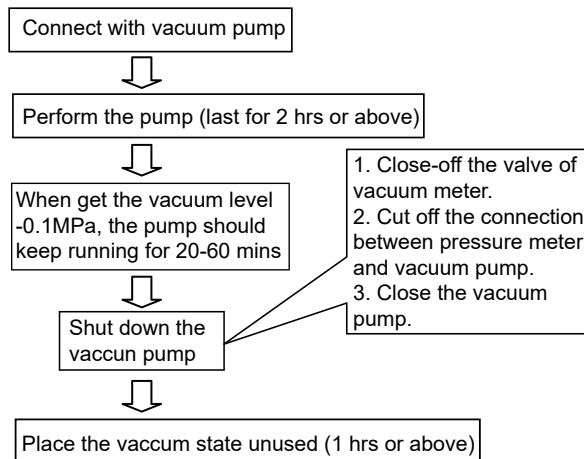 Connect with vacuum pump
Perform the pump (last for 2 hrs or above)
When get the vacuum level
-0.1MPa, the pump should
keep running for 20-60 mins
Shut down the
vaccun pump
1. Close-off the valve of
vacuum meter.
2. Cut off the connection
between pressure meter
and vacuum pump.
3. Close the vacuum
pump.
Place the vaccum state unused (1 hrs or above)